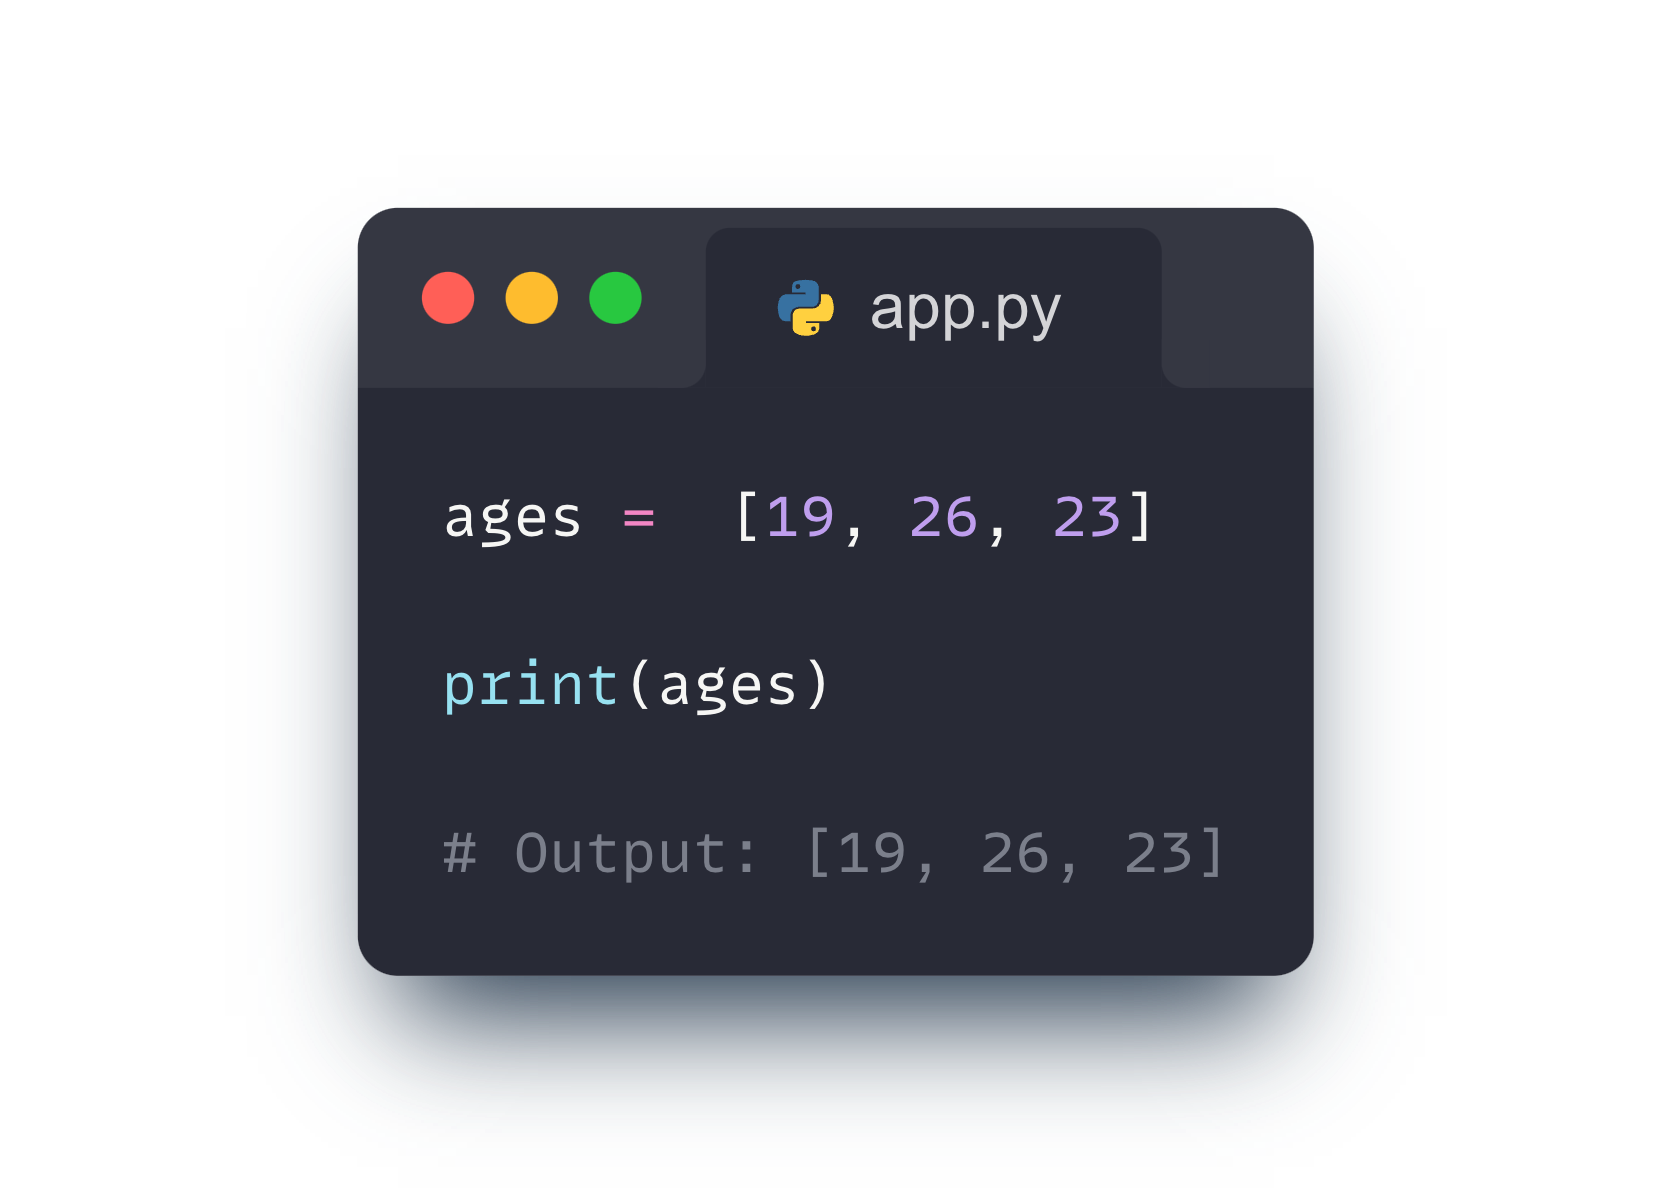 app.py
ages =  [19, 26, 23]
print(ages)
# Output: [19, 26, 23]